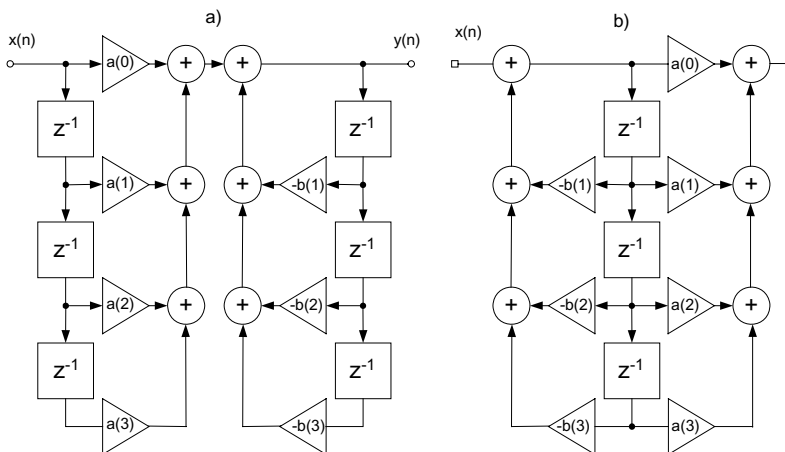 a)
b)
x(n)
y(n)
x(n)
a(0)
+
+
+
a(0)
+
z⁻¹
z⁻¹
z⁻¹
a(1)
+
+
-b(1)
+
-b(1)
a(1)
+
z⁻¹
z⁻¹
z⁻¹
a(2)
+
+
-b(2)
+
-b(2)
a(2)
+
z⁻¹
z⁻¹
z⁻¹
a(3)
-b(3)
-b(3)
a(3)